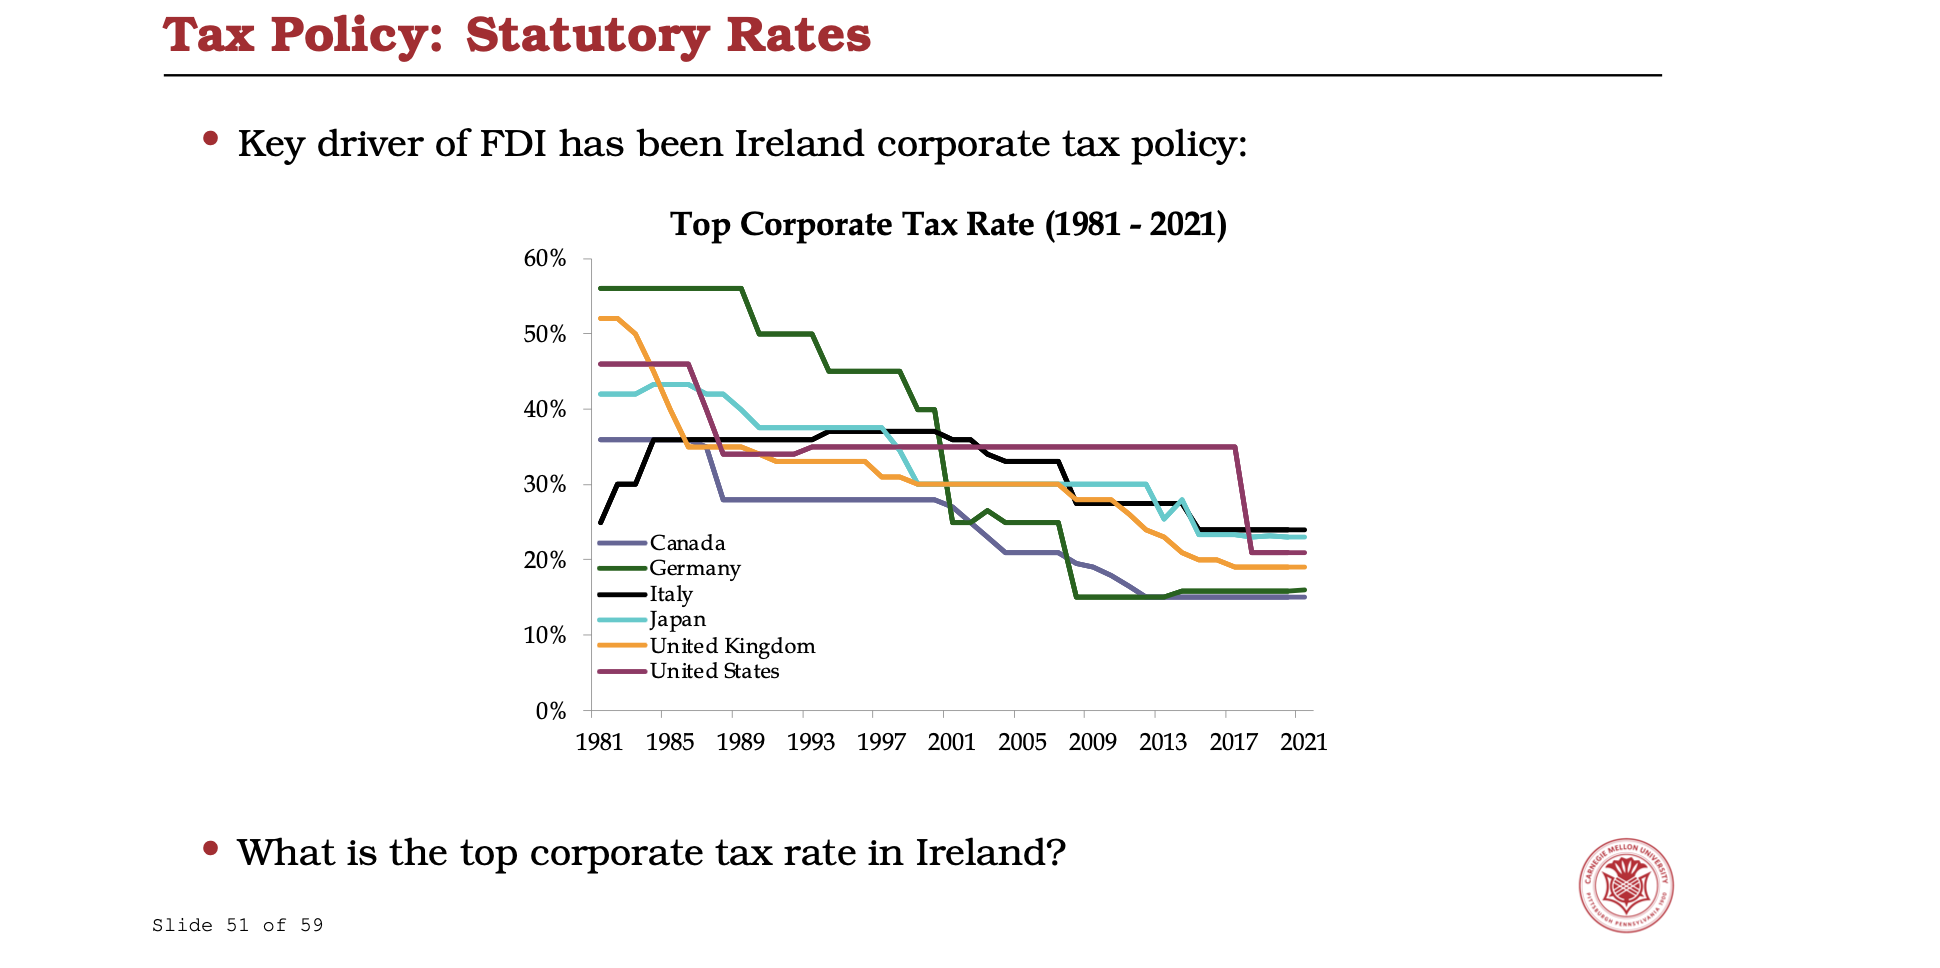 Tax Policy: Statutory Rates
• Key driver of FDI has been Ireland corporate tax policy:
Top Corporate Tax Rate (1981 - 2021)
60%
50%
40%
30%
20%
10%
0%
Canada
Germany
Italy
Japan
United Kingdom
United States
1981 1985 1989 1993 1997 2001 2005 2009 2013 2017 2021
• What is the top corporate tax rate in Ireland?
CARNEGIE MELLON UNIVERSITY
PITTSBURGH PENNSYLVANIA 1900
Slide 51 of 59